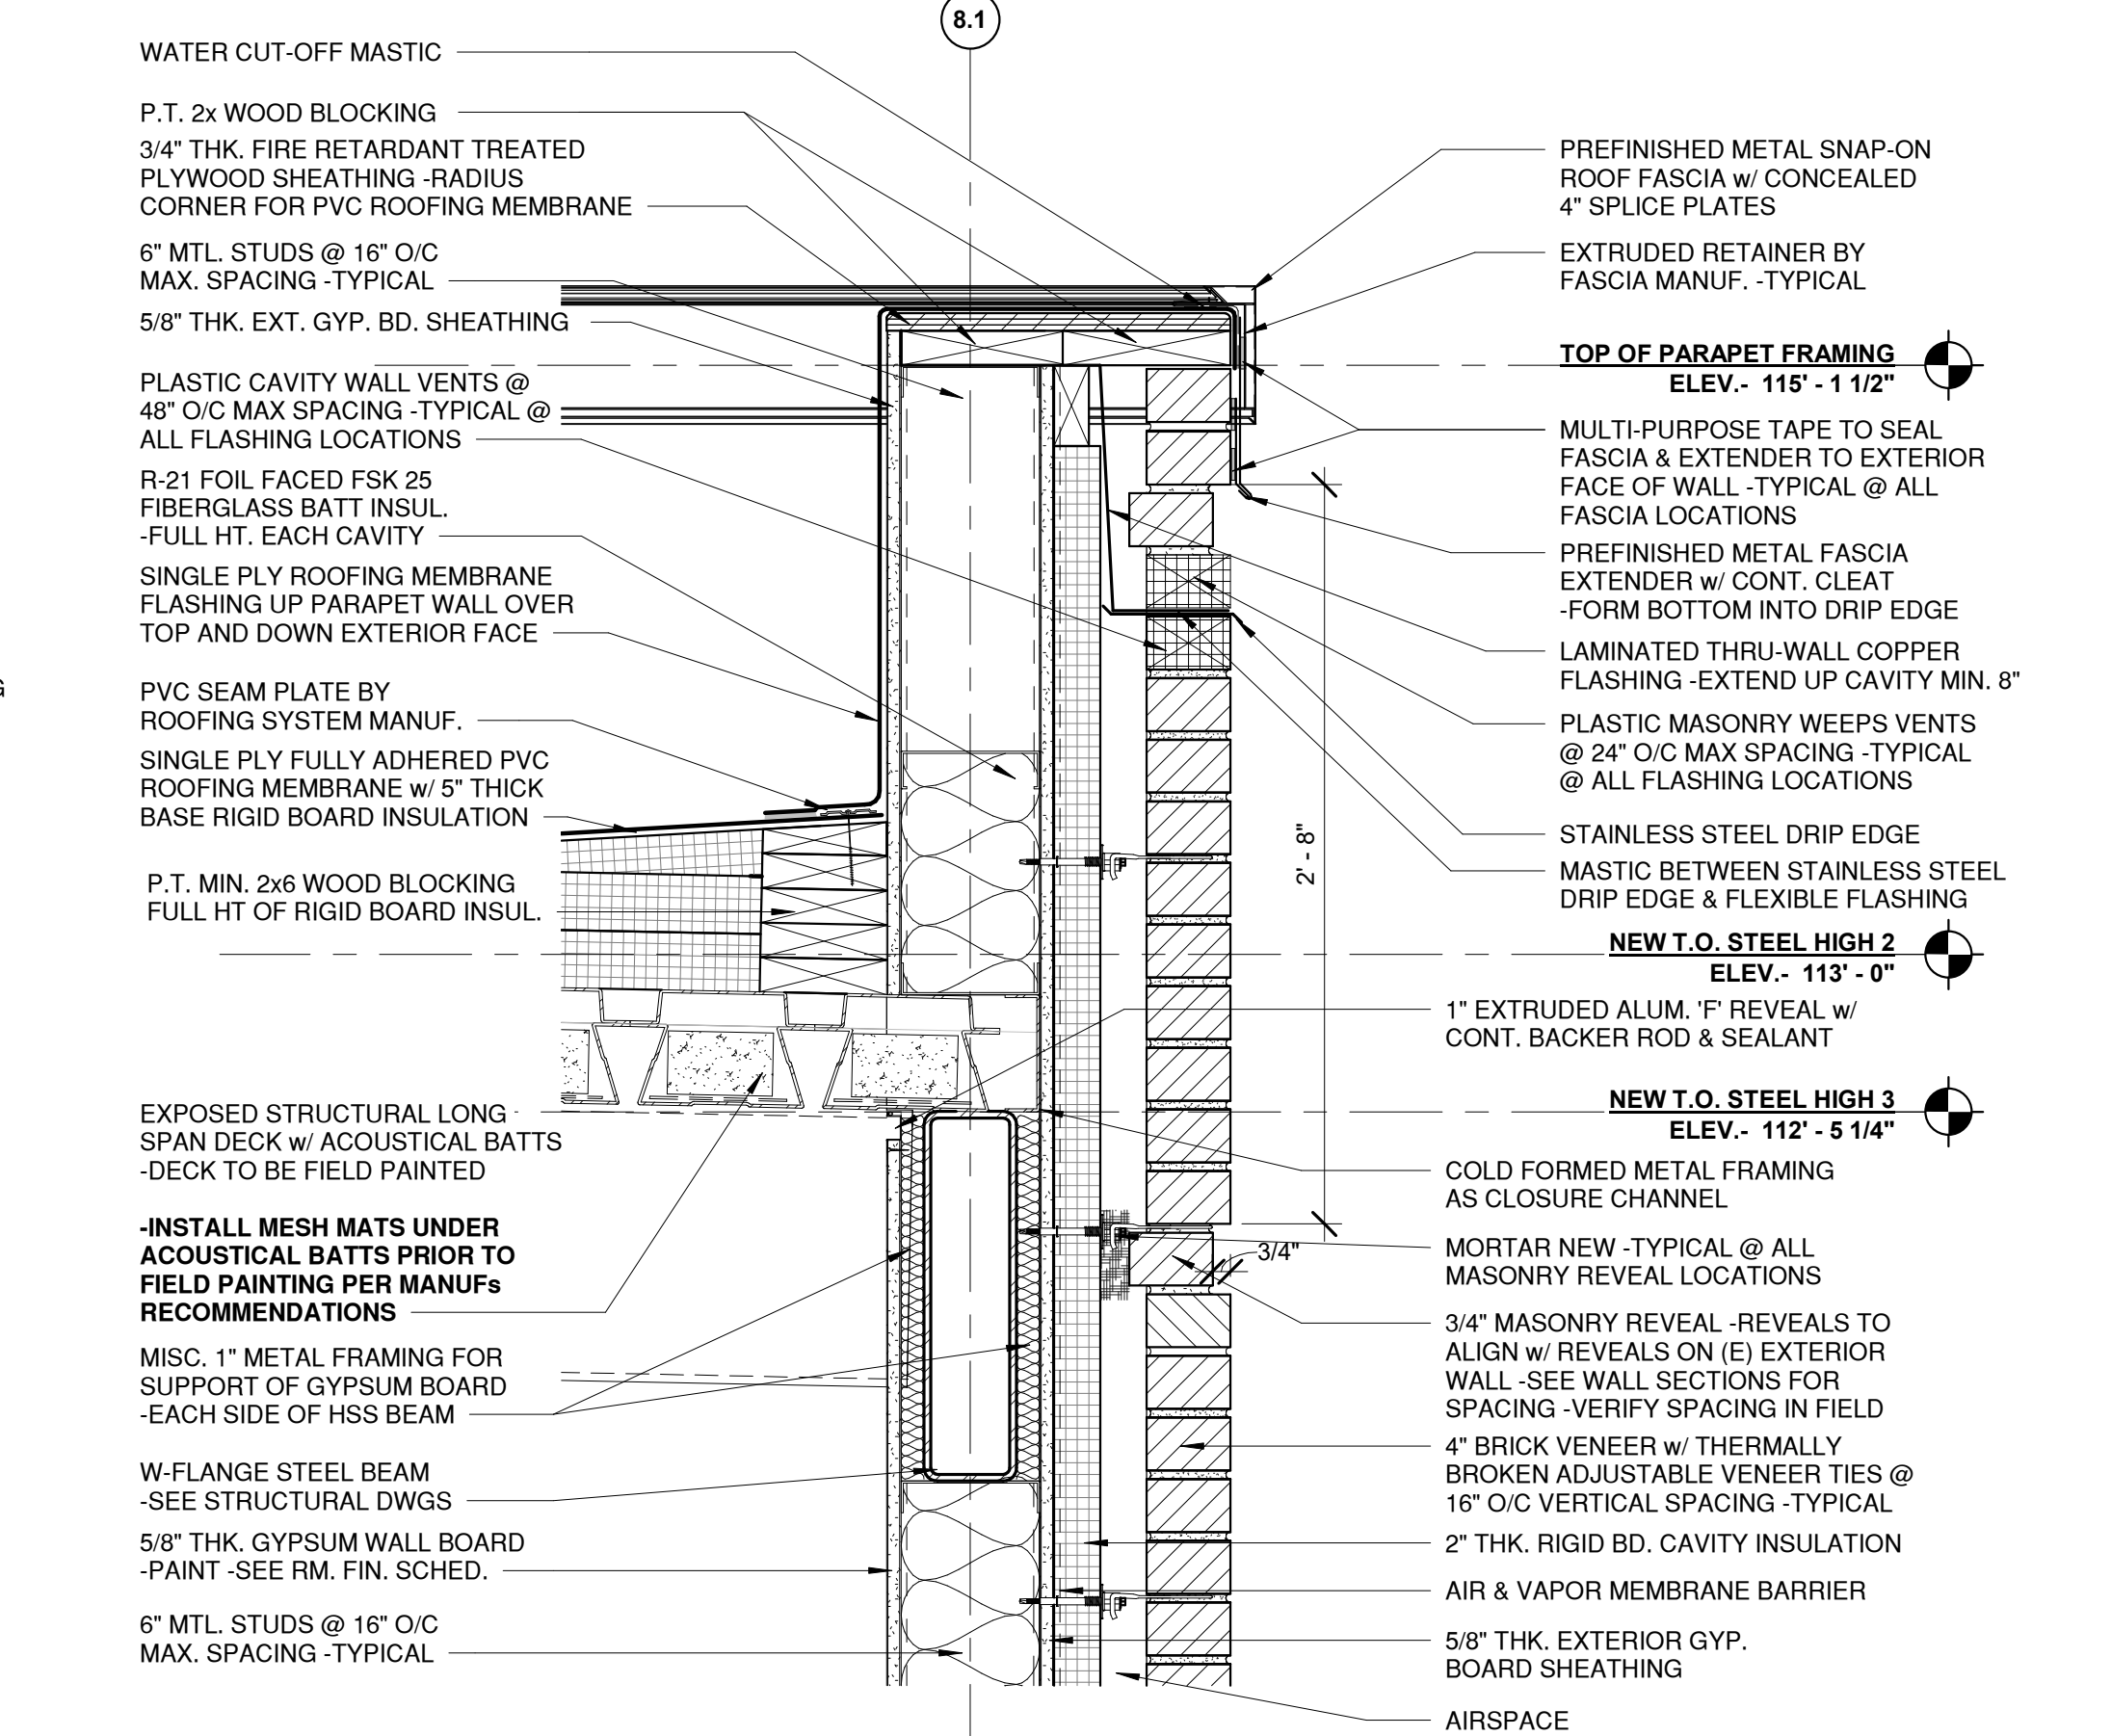 8.1
WATER CUT-OFF MASTIC
P.T. 2x WOOD BLOCKING
3/4" THK. FIRE RETARDANT TREATED
PLYWOOD SHEATHING -RADIUS
CORNER FOR PVC ROOFING MEMBRANE
6" MTL. STUDS @ 16" O/C
MAX. SPACING -TYPICAL
5/8" THK. EXT. GYP. BD. SHEATHING
PLASTIC CAVITY WALL VENTS @
48" O/C MAX SPACING -TYPICAL @
ALL FLASHING LOCATIONS
R-21 FOIL FACED FSK 25
FIBERGLASS BATT INSUL.
-FULL HT. EACH CAVITY
SINGLE PLY ROOFING MEMBRANE
FLASHING UP PARAPET WALL OVER
TOP AND DOWN EXTERIOR FACE
G
PVC SEAM PLATE BY
ROOFING SYSTEM MANUF.
SINGLE PLY FULLY ADHERED PVC
ROOFING MEMBRANE w/ 5" THICK
BASE RIGID BOARD INSULATION
P.T. MIN. 2x6 WOOD BLOCKING
FULL HT OF RIGID BOARD INSUL.
EXPOSED STRUCTURAL LONG
SPAN DECK w/ ACOUSTICAL BATTS
-DECK TO BE FIELD PAINTED
-INSTALL MESH MATS UNDER
ACOUSTICAL BATTS PRIOR TO
FIELD PAINTING PER MANUFs
RECOMMENDATIONS
MISC. 1" METAL FRAMING FOR
SUPPORT OF GYPSUM BOARD
-EACH SIDE OF HSS BEAM
W-FLANGE STEEL BEAM
-SEE STRUCTURAL DWGS
5/8" THK. GYPSUM WALL BOARD
-PAINT -SEE RM. FIN. SCHED.
6" MTL. STUDS @ 16" O/C
MAX. SPACING -TYPICAL
2' - 8"
3/4"
PREFINISHED METAL SNAP-ON
ROOF FASCIA w/ CONCEALED
4" SPLICE PLATES
EXTRUDED RETAINER BY
FASCIA MANUF. -TYPICAL
TOP OF PARAPET FRAMING
ELEV.- 115' - 1 1/2"
MULTI-PURPOSE TAPE TO SEAL
FASCIA & EXTENDER TO EXTERIOR
FACE OF WALL -TYPICAL @ ALL
FASCIA LOCATIONS
PREFINISHED METAL FASCIA
EXTENDER w/ CONT. CLEAT
-FORM BOTTOM INTO DRIP EDGE
LAMINATED THRU-WALL COPPER
FLASHING -EXTEND UP CAVITY MIN. 8"
PLASTIC MASONRY WEEPS VENTS
@ 24" O/C MAX SPACING -TYPICAL
@ ALL FLASHING LOCATIONS
STAINLESS STEEL DRIP EDGE
MASTIC BETWEEN STAINLESS STEEL
DRIP EDGE & FLEXIBLE FLASHING
NEW T.O. STEEL HIGH 2
ELEV.- 113' - 0"
1" EXTRUDED ALUM. 'F' REVEAL w/
CONT. BACKER ROD & SEALANT
NEW T.O. STEEL HIGH 3
ELEV.- 112' - 5 1/4"
COLD FORMED METAL FRAMING
AS CLOSURE CHANNEL
MORTAR NEW -TYPICAL @ ALL
MASONRY REVEAL LOCATIONS
3/4" MASONRY REVEAL -REVEALS TO
ALIGN w/ REVEALS ON (E) EXTERIOR
WALL -SEE WALL SECTIONS FOR
SPACING -VERIFY SPACING IN FIELD
4" BRICK VENEER w/ THERMALLY
BROKEN ADJUSTABLE VENEER TIES @
16" O/C VERTICAL SPACING -TYPICAL
2" THK. RIGID BD. CAVITY INSULATION
AIR & VAPOR MEMBRANE BARRIER
5/8" THK. EXTERIOR GYP.
BOARD SHEATHING
AIRSPACE